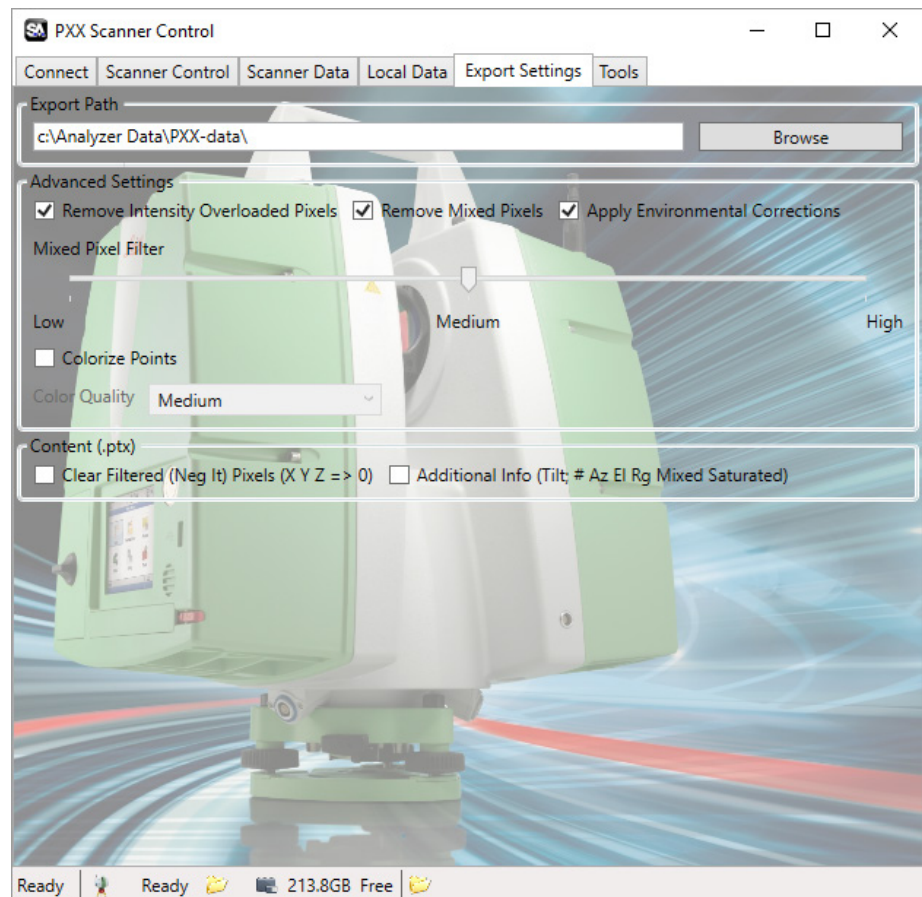 SA PXX Scanner Control
Connect Scanner Control Scanner Data Local Data Export Settings Tools
Export Path
c:\Analyzer Data\PXX-data\ Browse
Advanced Settings
Remove Intensity Overloaded Pixels Remove Mixed Pixels Apply Environmental Corrections
Mixed Pixel Filter
Low Medium High
Colorize Points
Color Quality Medium
Content (.ptx)
Clear Filtered (Neg It) Pixels (X Y Z => 0) Additional Info (Tilt; # Az El Rg Mixed Saturated)
Ready Ready 213.8GB Free